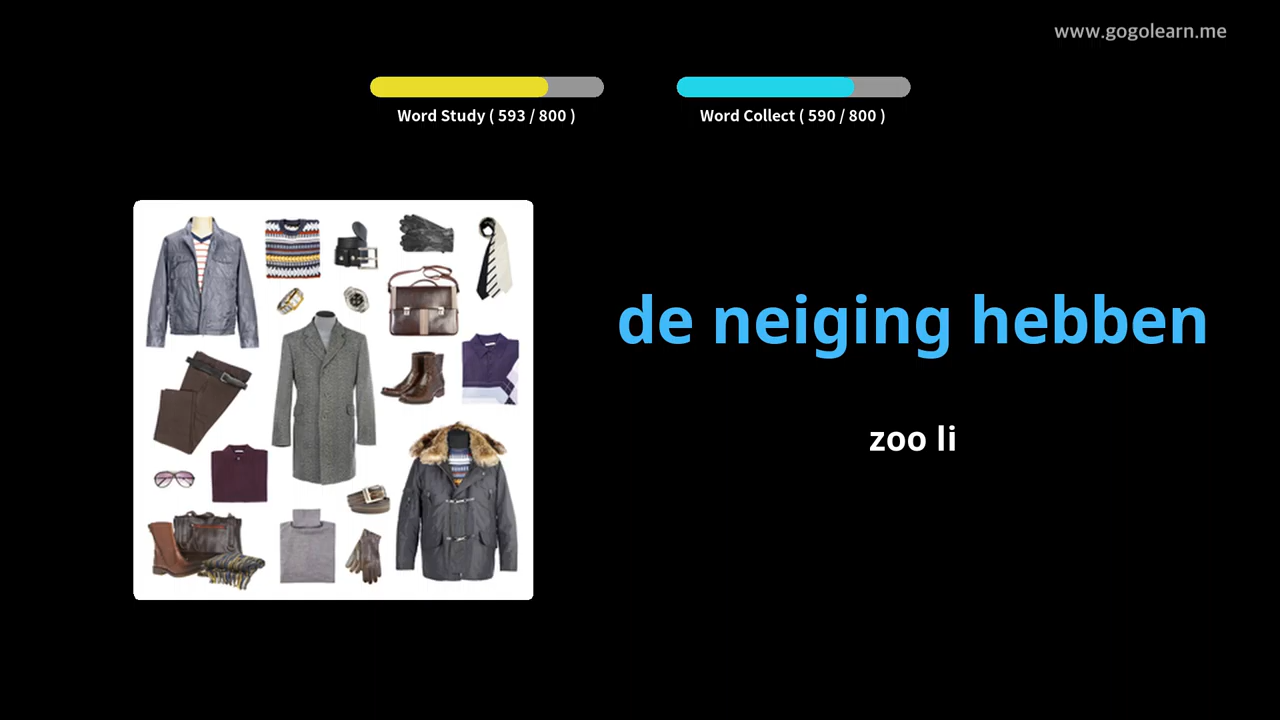 www.gogolearn.me
Word Study ( 593 / 800 )
Word Collect ( 590 / 800 )
de neiging hebben
zoo li